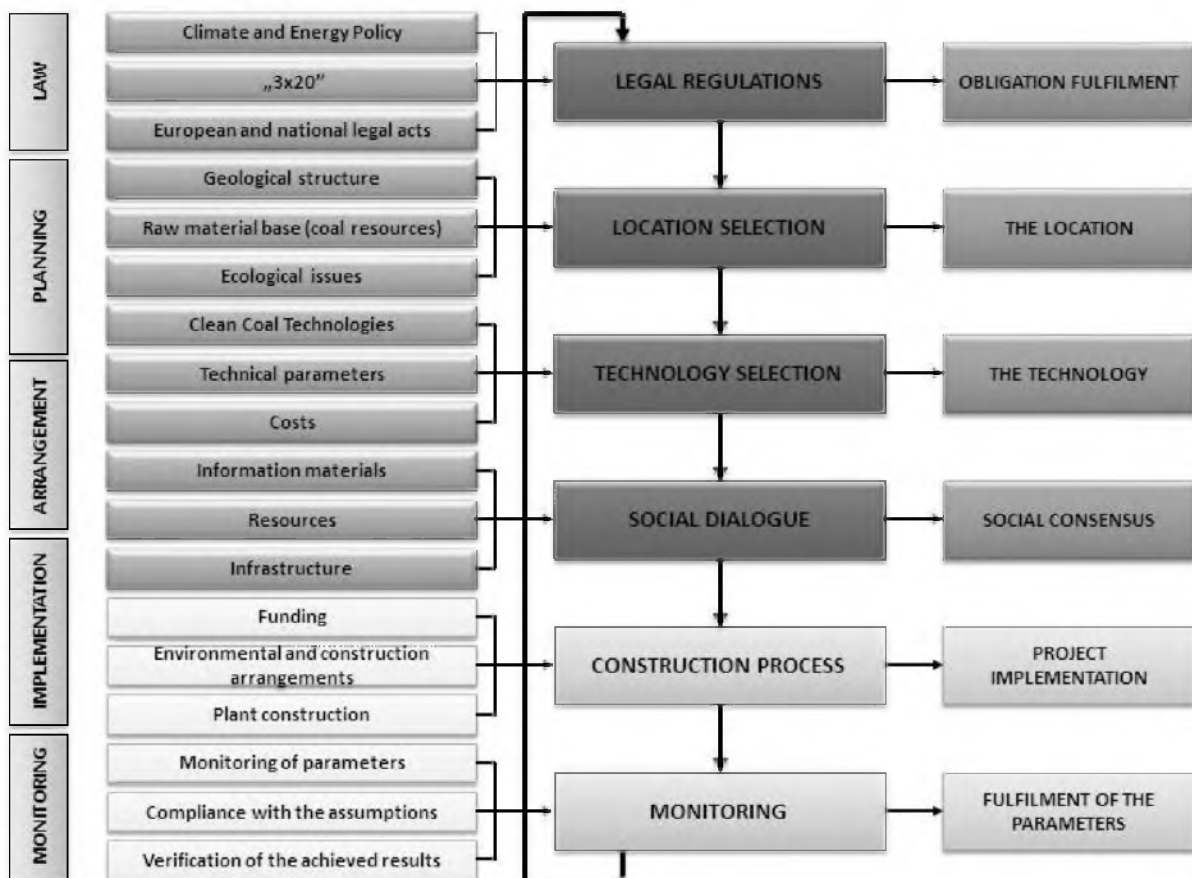 LAW
Climate and Energy Policy
„3x20”
European and national legal acts
LEGAL REGULATIONS
OBLIGATION FULFILMENT
PLANNING
Geological structure
Raw material base (coal resources)
Ecological issues
LOCATION SELECTION
THE LOCATION
Clean Coal Technologies
ARRANGEMENT
Technical parameters
Costs
TECHNOLOGY SELECTION
THE TECHNOLOGY
Information materials
Resources
Infrastructure
SOCIAL DIALOGUE
SOCIAL CONSENSUS
IMPLEMENTATION
Funding
Environmental and construction
arrangements
Plant construction
CONSTRUCTION PROCESS
PROJECT
IMPLEMENTATION
MONITORING
Monitoring of parameters
Compliance with the assumptions
Verification of the achieved results
MONITORING
FULFILMENT OF THE
PARAMETERS